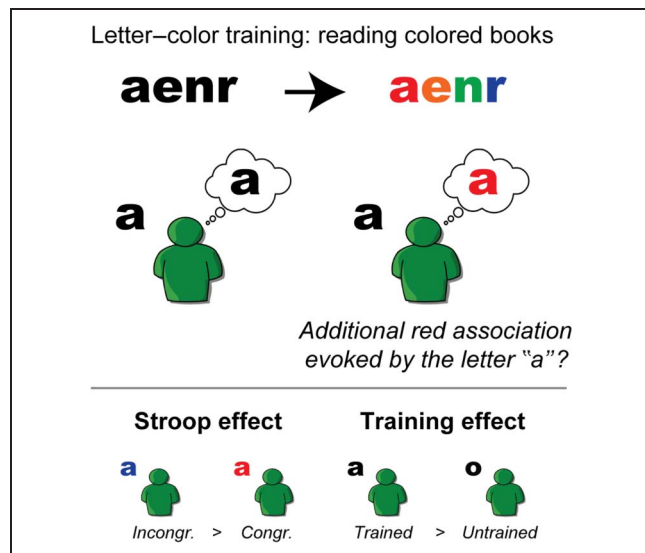 Letter–color training: reading colored books
aenr aenr
a a
a a
Additional red association
evoked by the letter "a"?
Stroop effect Training effect
a a a o
Incongr. > Congr. Trained > Untrained